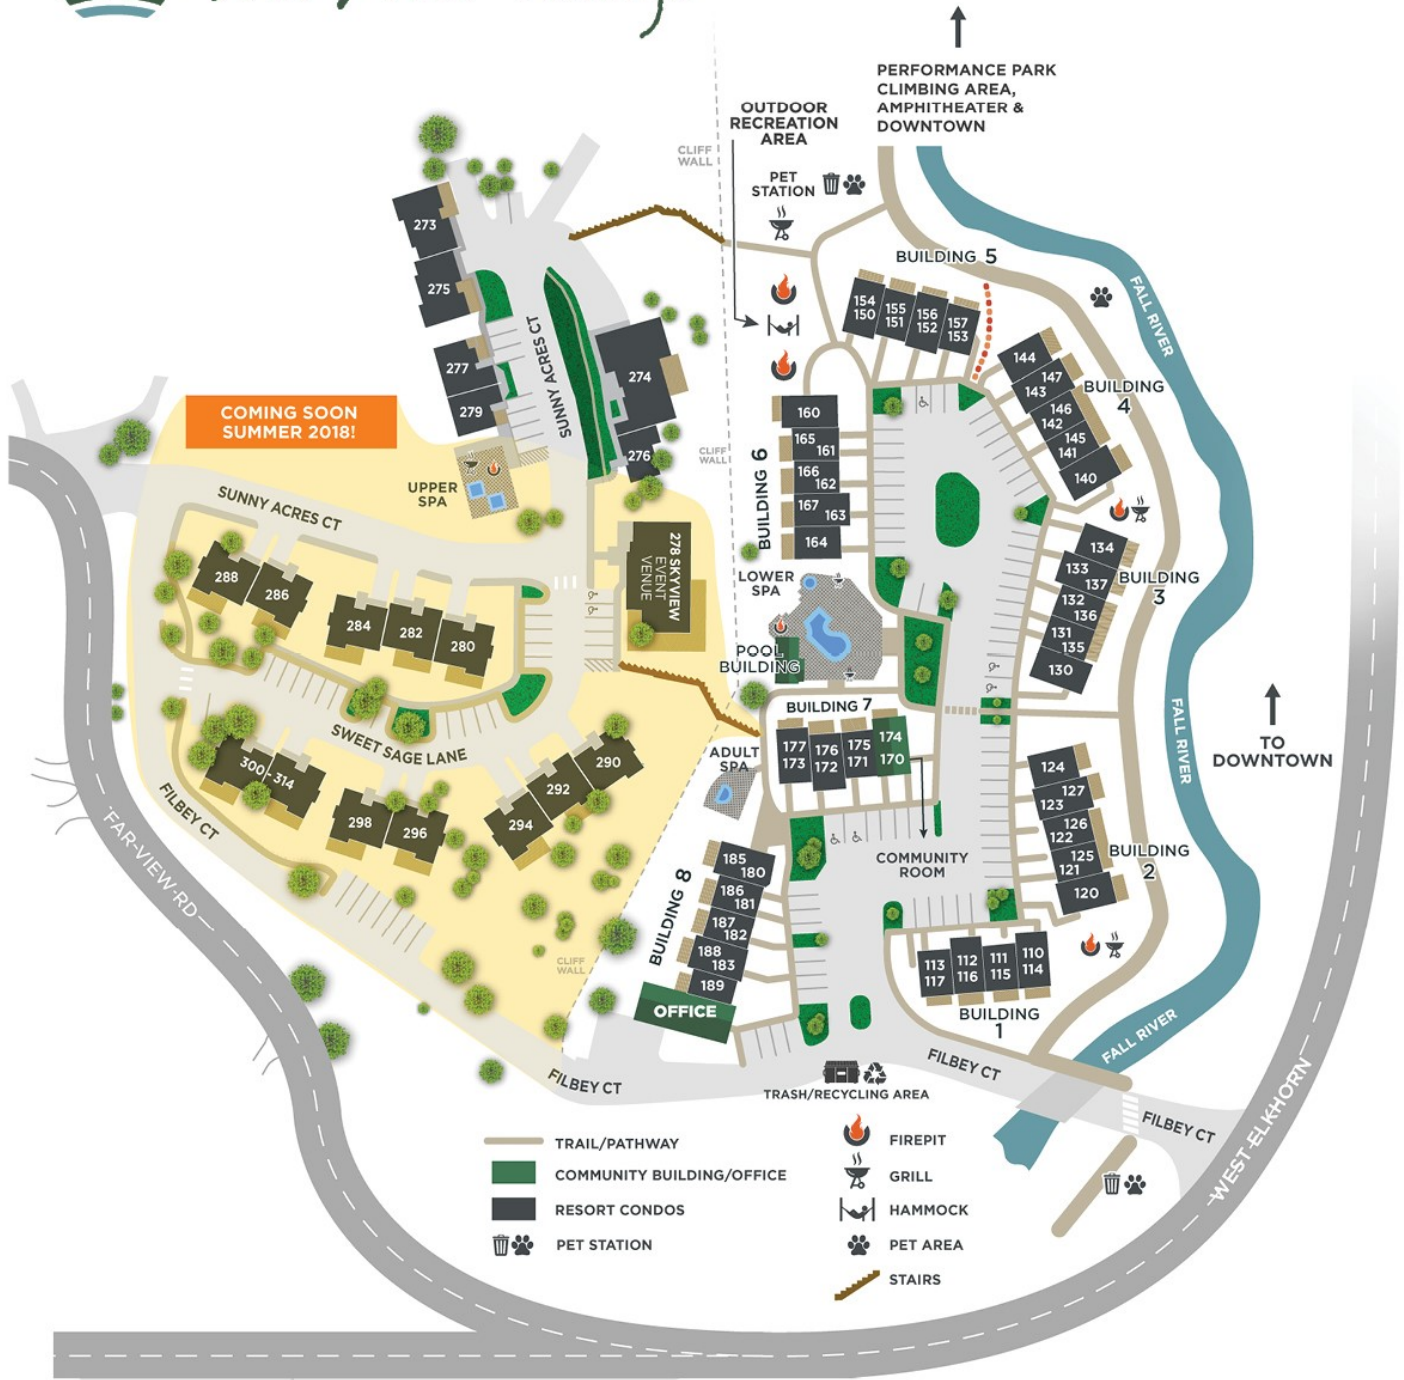 PERFORMANCE PARK
CLIMBING AREA,
AMPHITHEATER &
DOWNTOWN
OUTDOOR
RECREATION
AREA
CLIFF
WALL
PET
STATION
BUILDING 5
FALL RIVER
273
275
277
279
SUNNY ACRES CT
274
276
154
150
155
151
156
152
157
153
144
147
143
146
142
145
141
140
BUILDING
4
COMING SOON
SUMMER 2018!
UPPER
SPA
CLIFF
WALL
BUILDING 6
160
165
161
166
162
167
163
164
SUNNY ACRES CT
278 SKYVIEW
EVENT
VENUE
134
133
137
132
136
131
135
130
BUILDING
3
288
286
284
282
280
LOWER
SPA
POOL
BUILDING
BUILDING 7
177
173
176
172
175
171
174
170
FALL RIVER
TO
DOWNTOWN
SWEET SAGE LANE
ADULT
SPA
300-314
298
296
294
292
290
FILBEY CT
FAR-VIEW-RD
124
127
123
126
122
125
121
120
BUILDING
2
COMMUNITY
ROOM
BUILDING 8
185
180
186
181
187
182
188
183
189
OFFICE
CLIFF
WALL
113
117
112
116
111
115
110
114
BUILDING
1
FALL RIVER
FILBEY CT
FILBEY CT
FILBEY CT
WEST-ELKHORN
TRASH/RECYCLING AREA
TRAIL/PATHWAY
COMMUNITY BUILDING/OFFICE
RESORT CONDOS
PET STATION
FIREPIT
GRILL
HAMMOCK
PET AREA
STAIRS